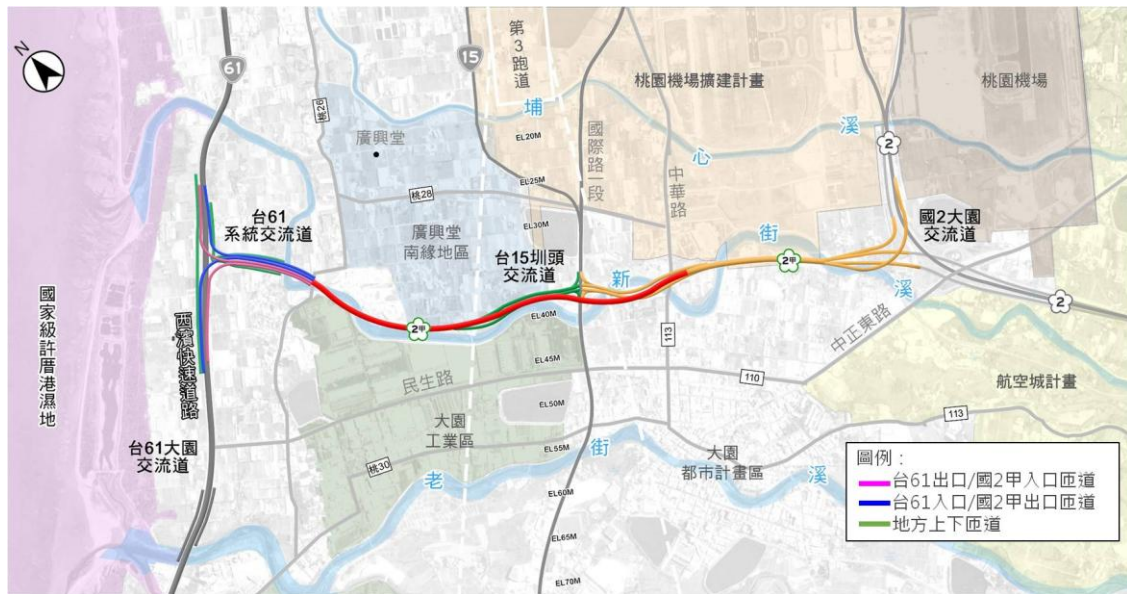 N
61
15
第3跑道
桃園機場擴建計畫
桃園機場
埔
心
溪
2
桃26
廣興堂
EL20M
國際路一段
中華路
EL25M
桃28
EL30M
台61
系統交流道
廣興堂
南緣地區
台15圳頭
交流道
新
街
溪
國2大園
交流道
2甲
2甲
2
國家級許厝港濕地
西濱快速道路
EL40M
中正東路
113
民生路
EL45M
110
航空城計畫
EL50M
大園
工業區
113
台61大園
交流道
桃30
EL55M
老
街
溪
大園
都市計畫區
EL60M
EL65M
EL70M
圖例：
台61出口/國2甲入口匝道
台61入口/國2甲出口匝道
地方上下匝道